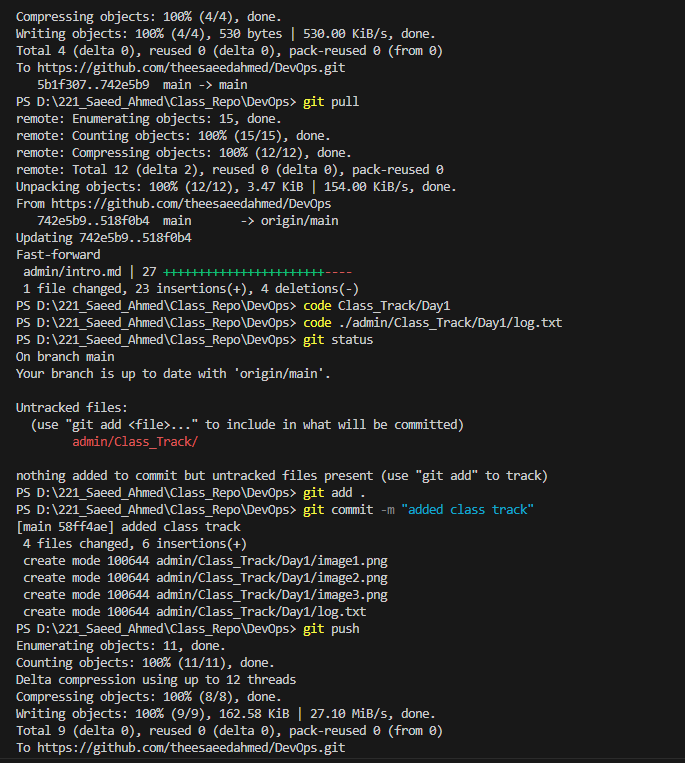 Compressing objects: 100% (4/4), done.
Writing objects: 100% (4/4), 530 bytes | 530.00 KiB/s, done.
Total 4 (delta 0), reused 0 (delta 0), pack-reused 0 (from 0)
To https://github.com/theesaeedahmed/DevOps.git
   5b1f307..742e5b9  main -> main
PS D:\221_Saeed_Ahmed\Class_Repo\DevOps> git pull
remote: Enumerating objects: 15, done.
remote: Counting objects: 100% (15/15), done.
remote: Compressing objects: 100% (12/12), done.
remote: Total 12 (delta 2), reused 0 (delta 0), pack-reused 0
Unpacking objects: 100% (12/12), 3.47 KiB | 154.00 KiB/s, done.
From https://github.com/theesaeedahmed/DevOps
   742e5b9..518f0b4  main       -> origin/main
Updating 742e5b9..518f0b4
Fast-forward
 admin/intro.md | 27 +++++++++++++++++++++++----
 1 file changed, 23 insertions(+), 4 deletions(-)
PS D:\221_Saeed_Ahmed\Class_Repo\DevOps> code Class_Track/Day1
PS D:\221_Saeed_Ahmed\Class_Repo\DevOps> code ./admin/Class_Track/Day1/log.txt
PS D:\221_Saeed_Ahmed\Class_Repo\DevOps> git status
On branch main
Your branch is up to date with 'origin/main'.

Untracked files:
  (use "git add <file>..." to include in what will be committed)
        admin/Class_Track/

nothing added to commit but untracked files present (use "git add" to track)
PS D:\221_Saeed_Ahmed\Class_Repo\DevOps> git add .
PS D:\221_Saeed_Ahmed\Class_Repo\DevOps> git commit -m "added class track"
[main 58ff4ae] added class track
 4 files changed, 6 insertions(+)
 create mode 100644 admin/Class_Track/Day1/image1.png
 create mode 100644 admin/Class_Track/Day1/image2.png
 create mode 100644 admin/Class_Track/Day1/image3.png
 create mode 100644 admin/Class_Track/Day1/log.txt
PS D:\221_Saeed_Ahmed\Class_Repo\DevOps> git push
Enumerating objects: 11, done.
Counting objects: 100% (11/11), done.
Delta compression using up to 12 threads
Compressing objects: 100% (8/8), done.
Writing objects: 100% (9/9), 162.58 KiB | 27.10 MiB/s, done.
Total 9 (delta 0), reused 0 (delta 0), pack-reused 0 (from 0)
To https://github.com/theesaeedahmed/DevOps.git